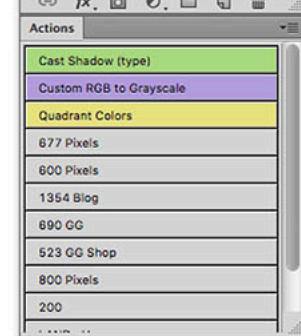 fx
Actions
Cast Shadow (type)
Custom RGB to Grayscale
Quadrant Colors
677 Pixels
600 Pixels
1354 Blog
690 GG
523 GG Shop
800 Pixels
200